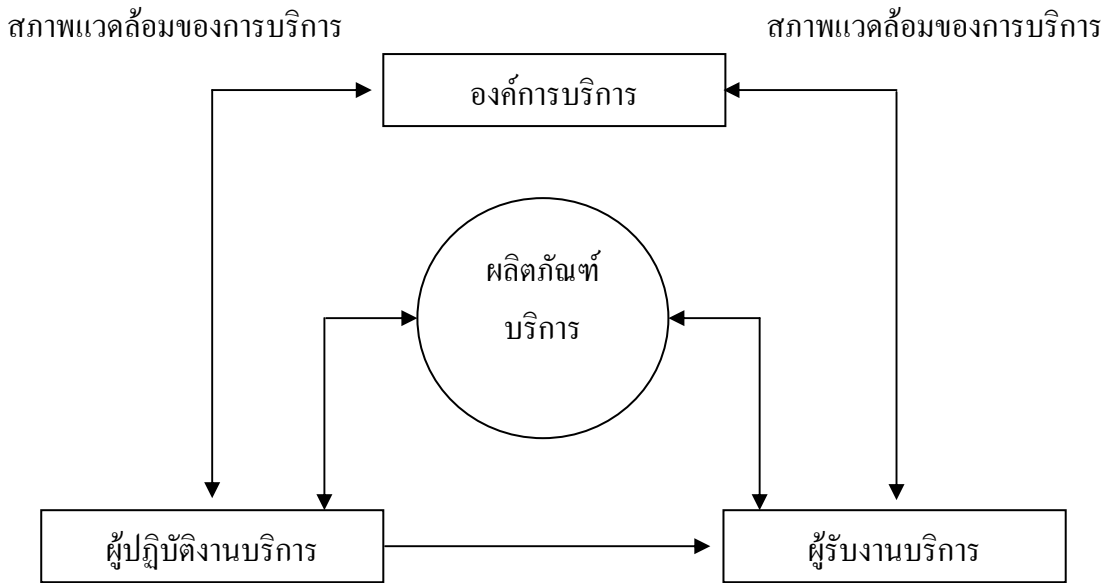 สภาพแวดล้อมของการบริการ
สภาพแวดล้อมของการบริการ
องค์การบริการ
ผลิตภัณฑ์
บริการ
ผู้ปฏิบัติงานบริการ
ผู้รับงานบริการ